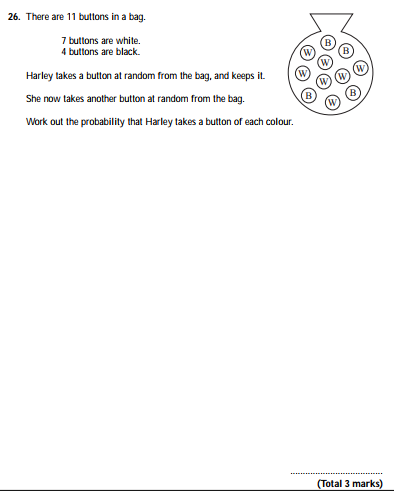 26. There are 11 buttons in a bag.
7 buttons are white.
4 buttons are black.
Harley takes a button at random from the bag, and keeps it.
She now takes another button at random from the bag.
Work out the probability that Harley takes a button of each colour.
B
W B
W
W W W
W
B B
W
(Total 3 marks)